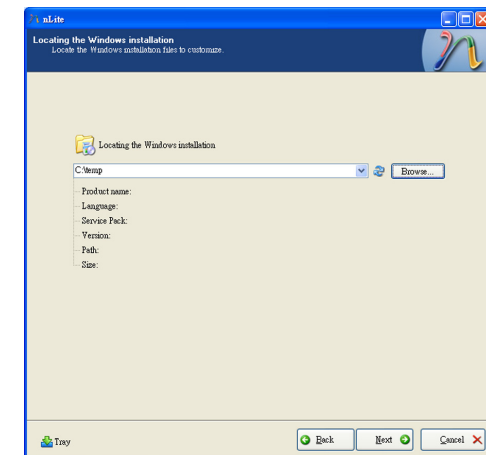 nLite
Locating the Windows installation
Locate the Windows installation files to customize.
Locating the Windows installation
C:\temp
Browse...
Product name:
Language:
Service Pack:
Version:
Path:
Size:
Tray
Back
Next
Cancel